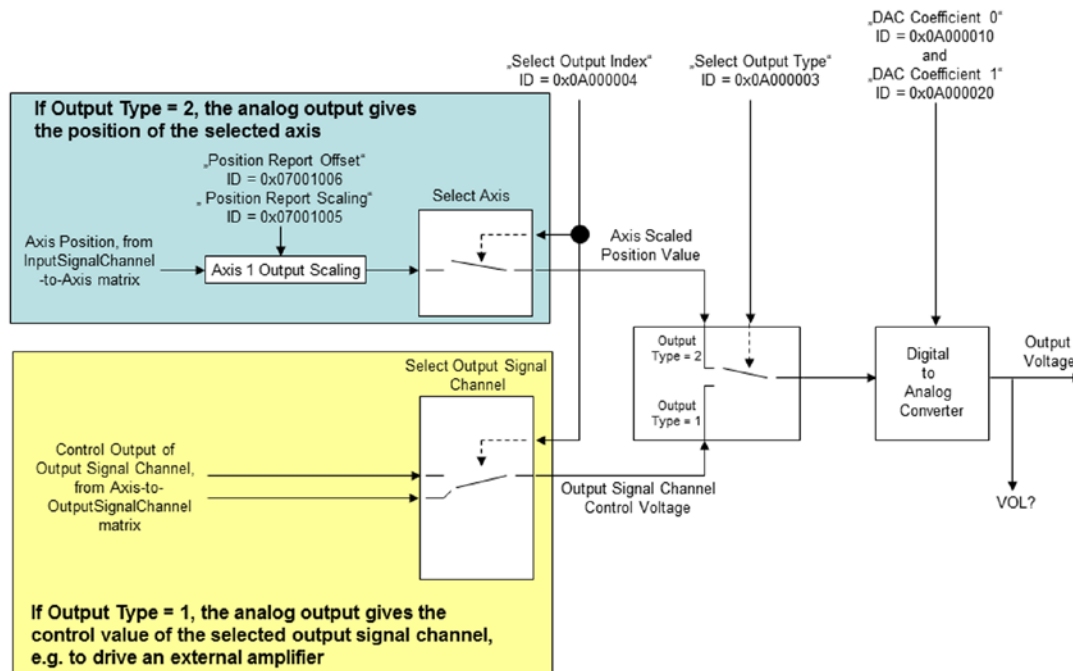 „DAC Coefficient 0“
ID = 0x0A000010
and
„DAC Coefficient 1“
ID = 0x0A000020
„Select Output Index“
ID = 0x0A000004
„Select Output Type“
ID = 0x0A000003
If Output Type = 2, the analog output gives
the position of the selected axis
„Position Report Offset“
ID = 0x07001006
„ Position Report Scaling“
ID = 0x07001005
Select Axis
Axis Position, from
InputSignalChannel
-to-Axis matrix
Axis 1 Output Scaling
Axis Scaled
Position Value
Output
Type = 2
Output
Type = 1
Digital
to
Analog
Converter
Output
Voltage
VOL?
Select Output Signal
Channel
Control Output of
Output Signal Channel,
from Axis-to-
OutputSignalChannel
matrix
Output Signal Channel
Control Voltage
If Output Type = 1, the analog output gives the
control value of the selected output signal channel,
e.g. to drive an external amplifier